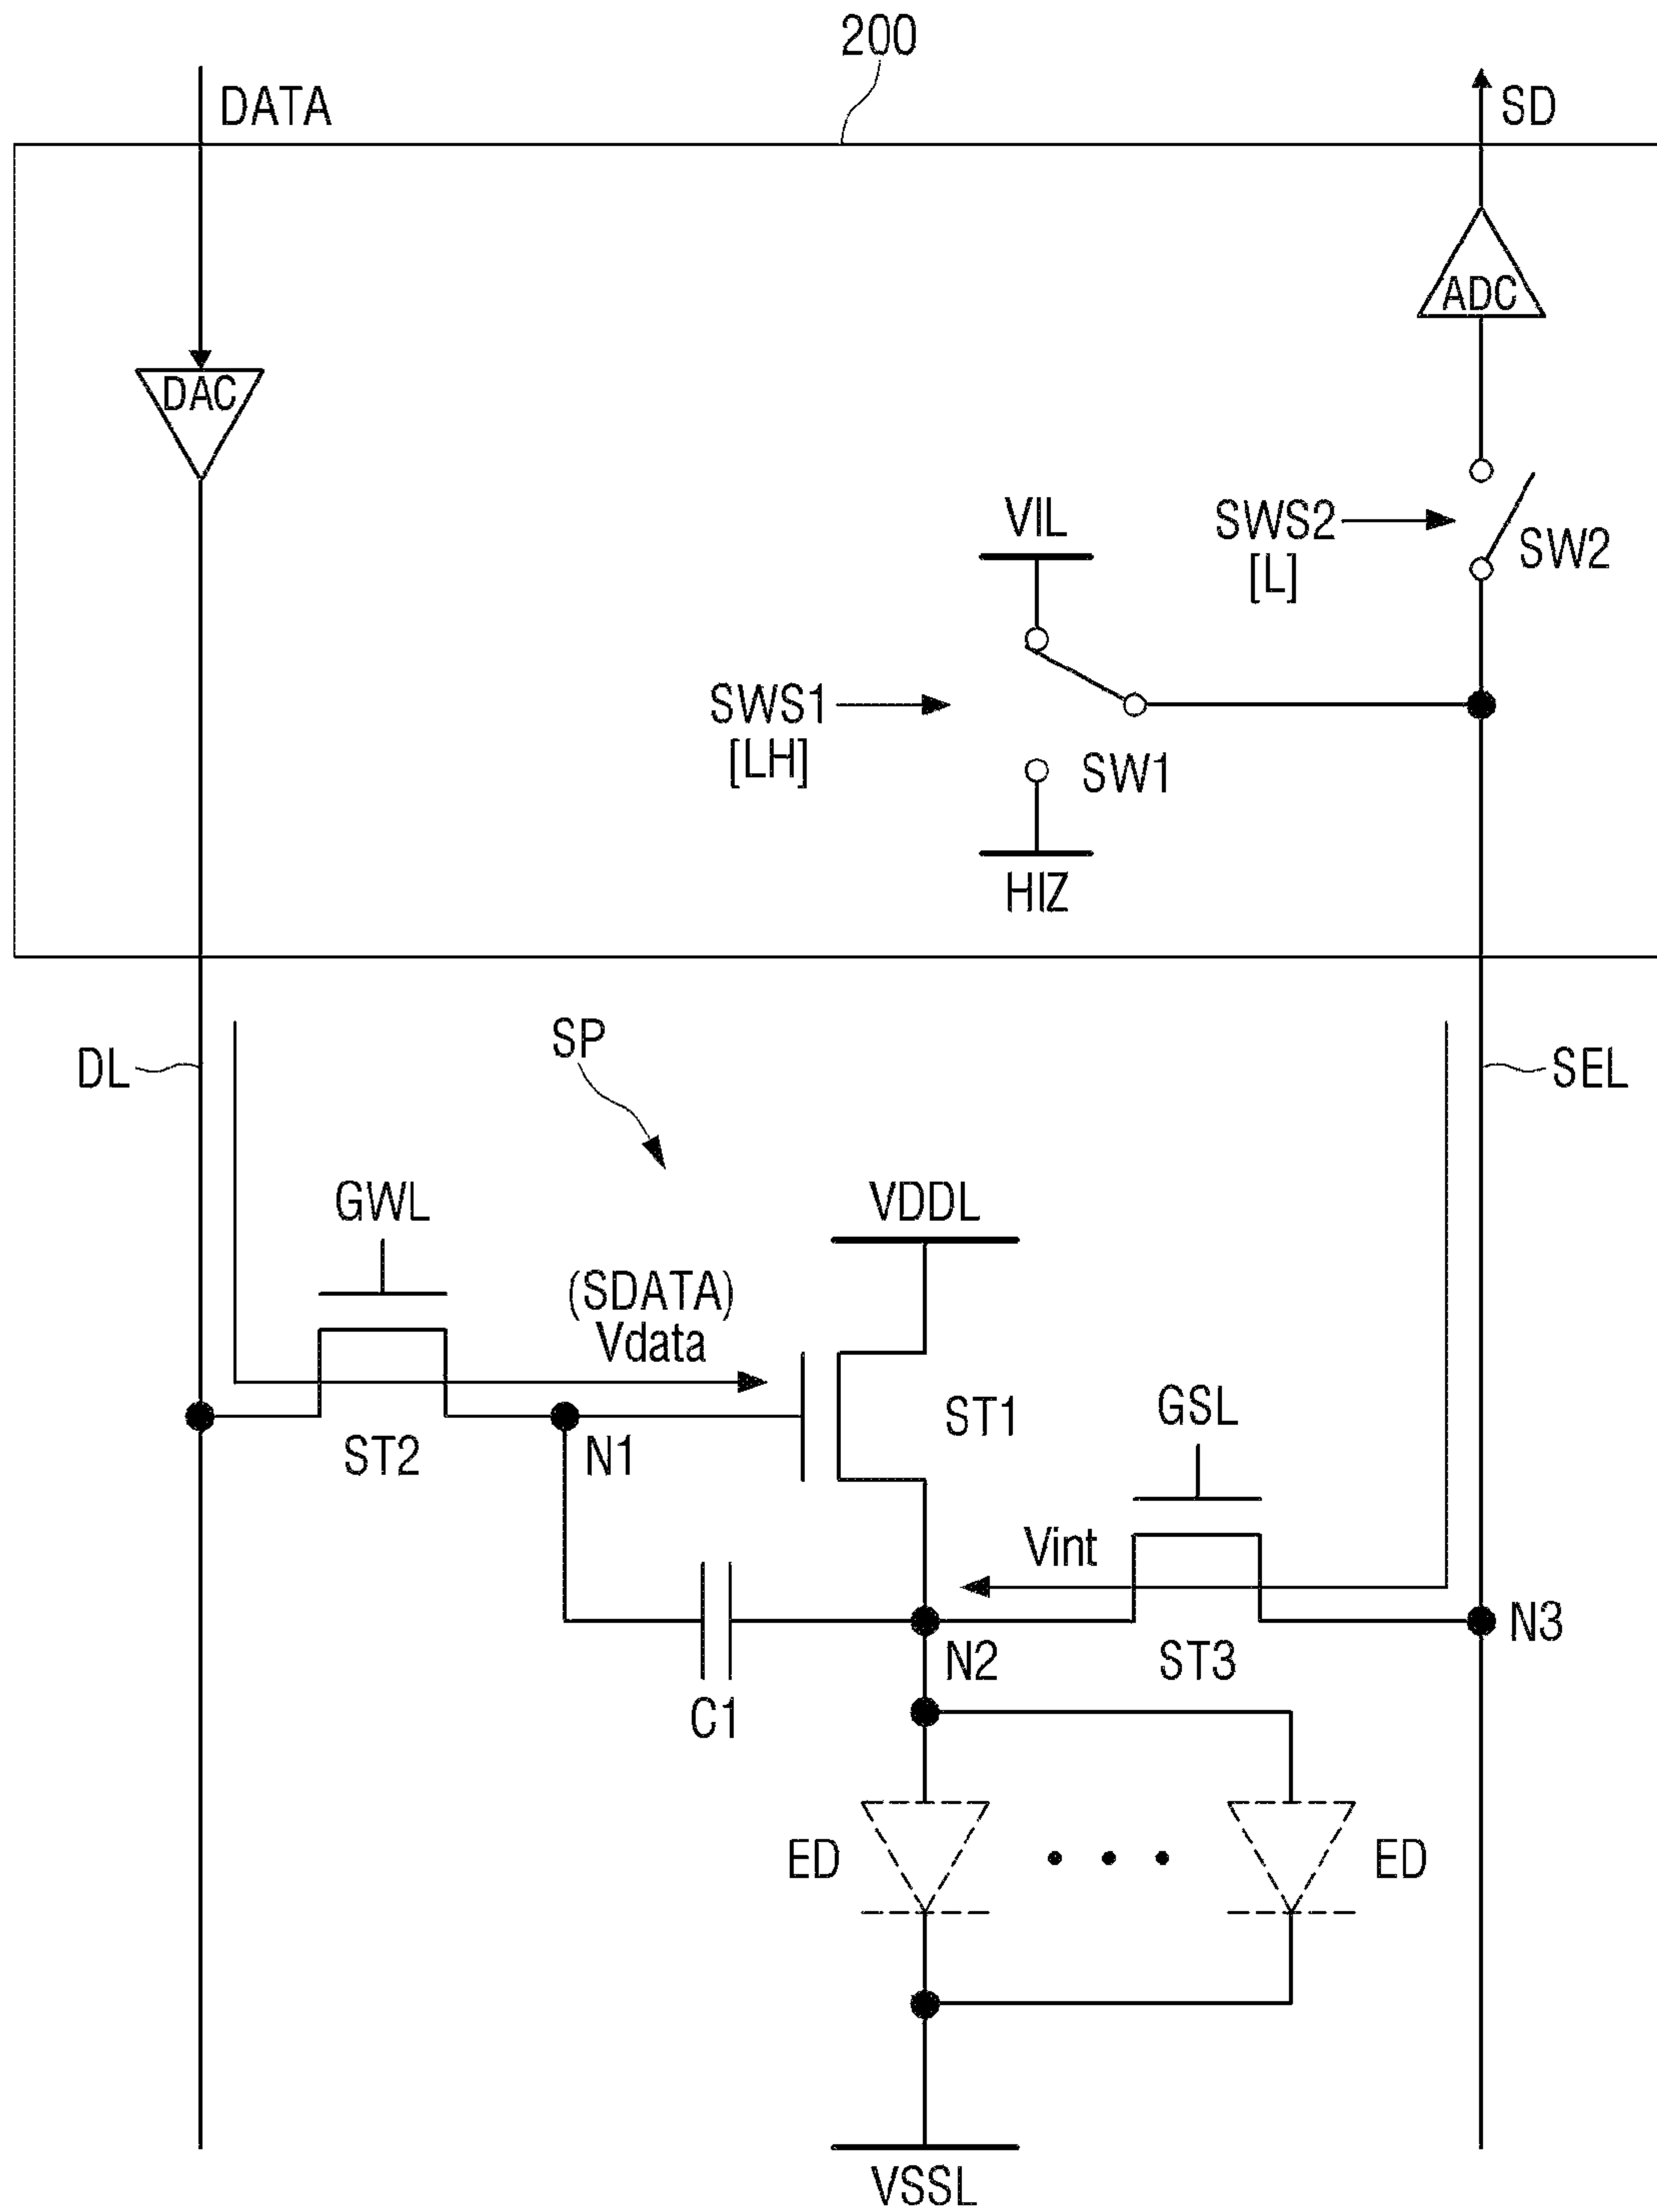 200
DATA
SD
ADC
DAC
VIL
SWS2
[L]
SW2
SWS1
[LH]
SW1
HIZ
DL
SP
SEL
GWL
VDDL
(SDATA)
Vdata
ST1
GSL
ST2
N1
Vint
N3
N2
ST3
C1
ED
ED
VSSL